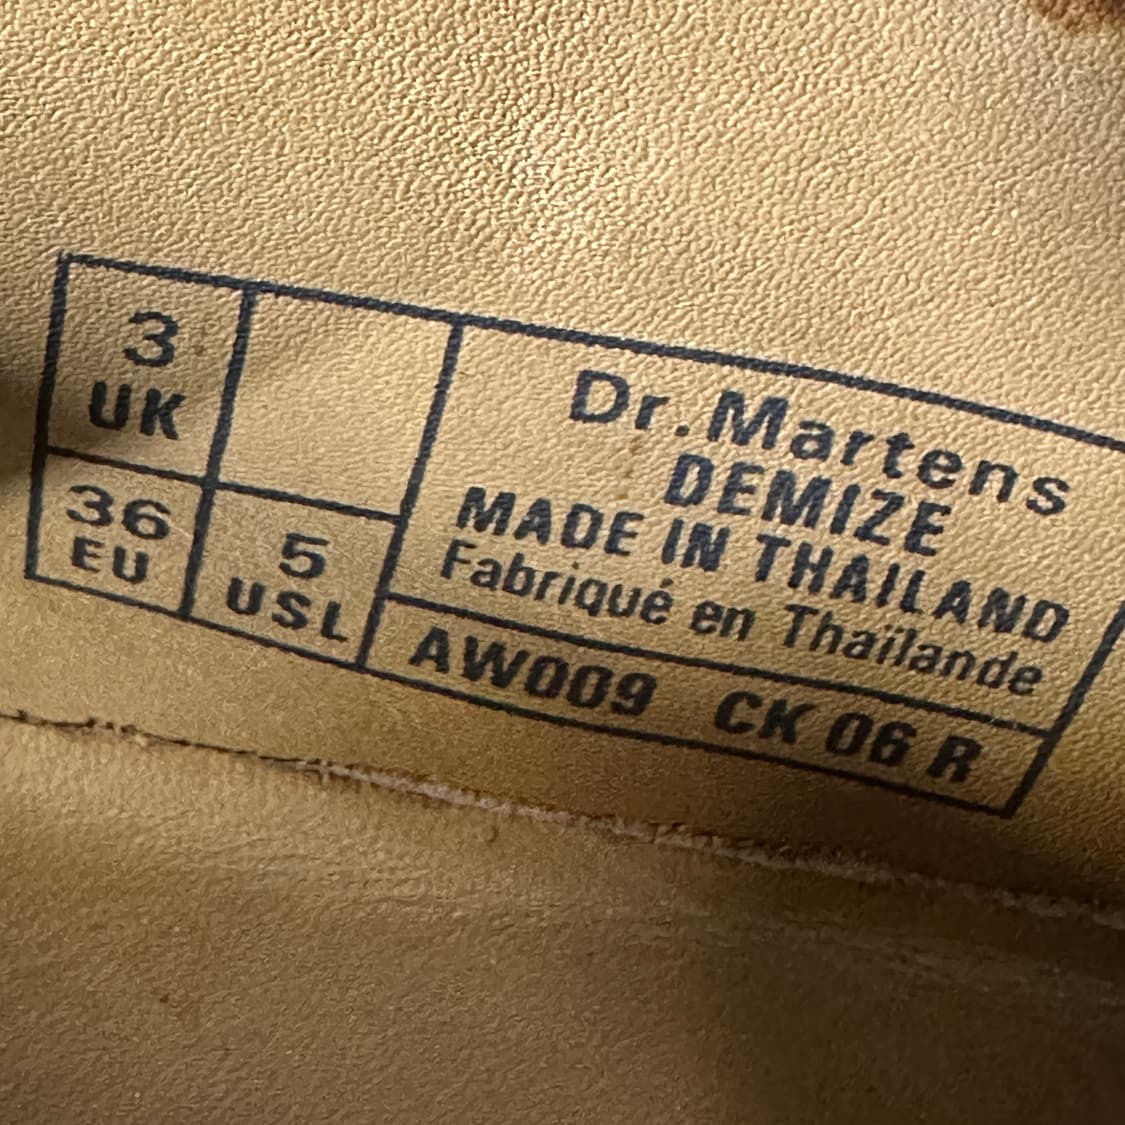 3
UK
36
EU
5
USL
Dr.Martens
DEMIZE
MADE IN THAILAND
Fabriqué en Thaïlande
AW009 CK 06 R